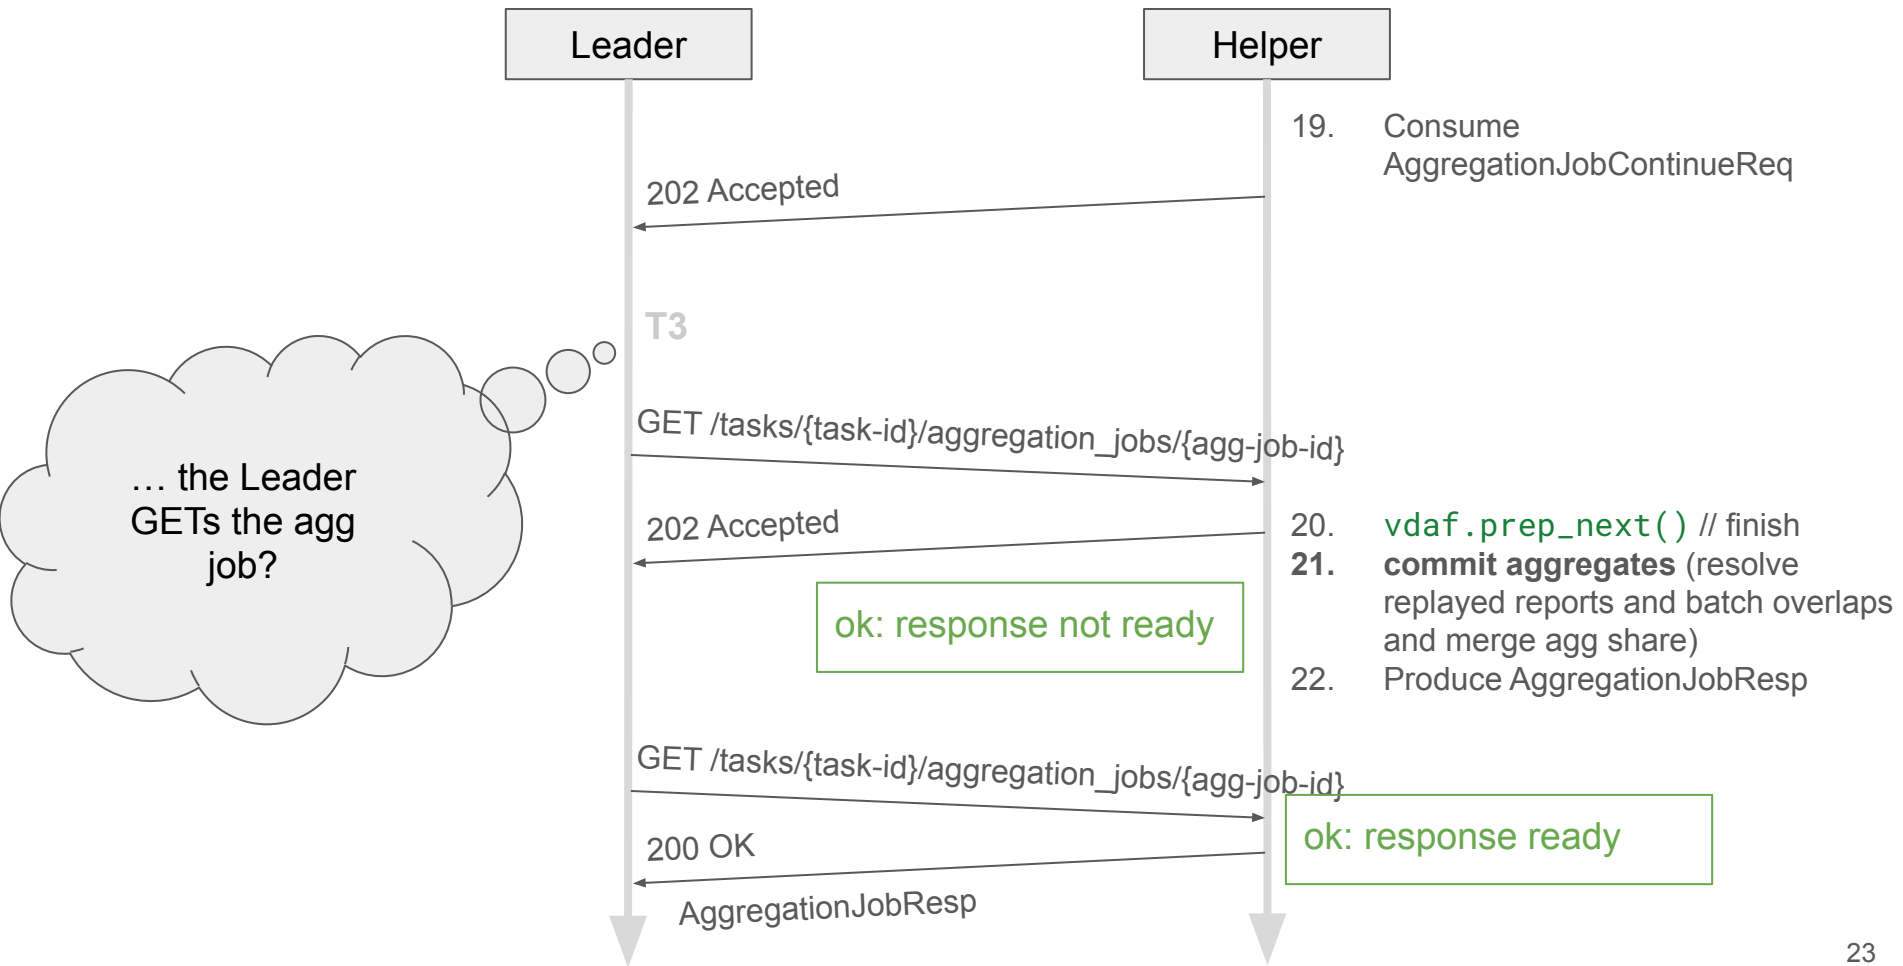 Leader
Helper
19. Consume
AggregationJobContinueReq
202 Accepted
T3
… the Leader
GETs the agg
job?
GET /tasks/{task-id}/aggregation_jobs/{agg-job-id}
202 Accepted
20. vdaf.prep_next() // finish
21. commit aggregates (resolve
replayed reports and batch overlaps
and merge agg share)
22. Produce AggregationJobResp
ok: response not ready
GET /tasks/{task-id}/aggregation_jobs/{agg-job-id}
ok: response ready
200 OK
AggregationJobResp
23